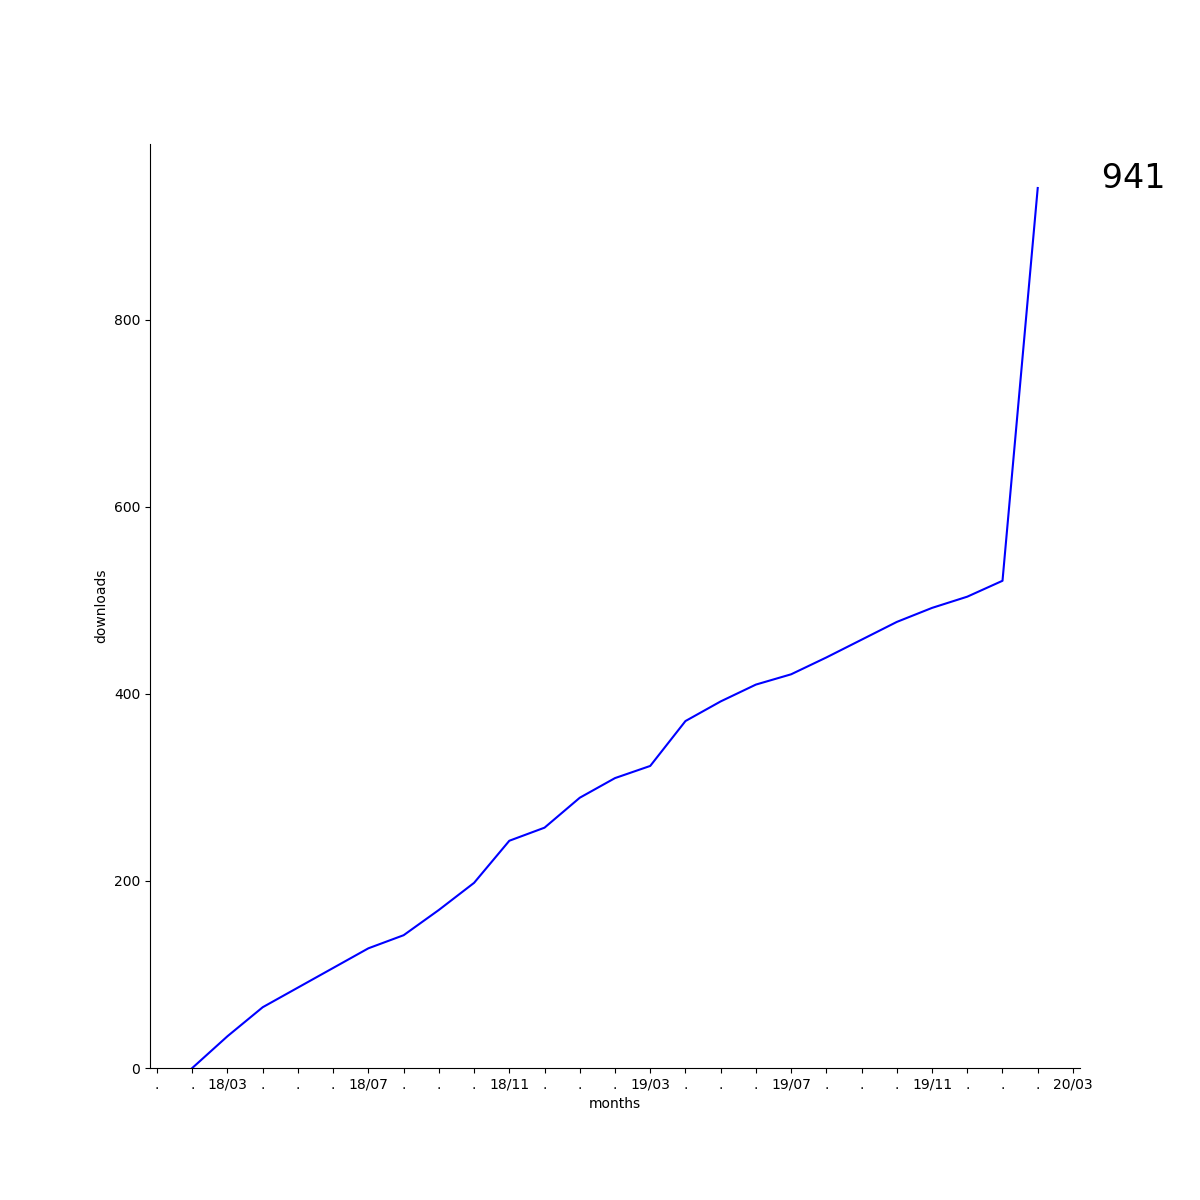 941
800
600
400
200
0
downloads
. . 18/03 . . . 18/07 . . . 18/11 . . . 19/03 . . . 19/07 . . . 19/11 . . . 20/03
months